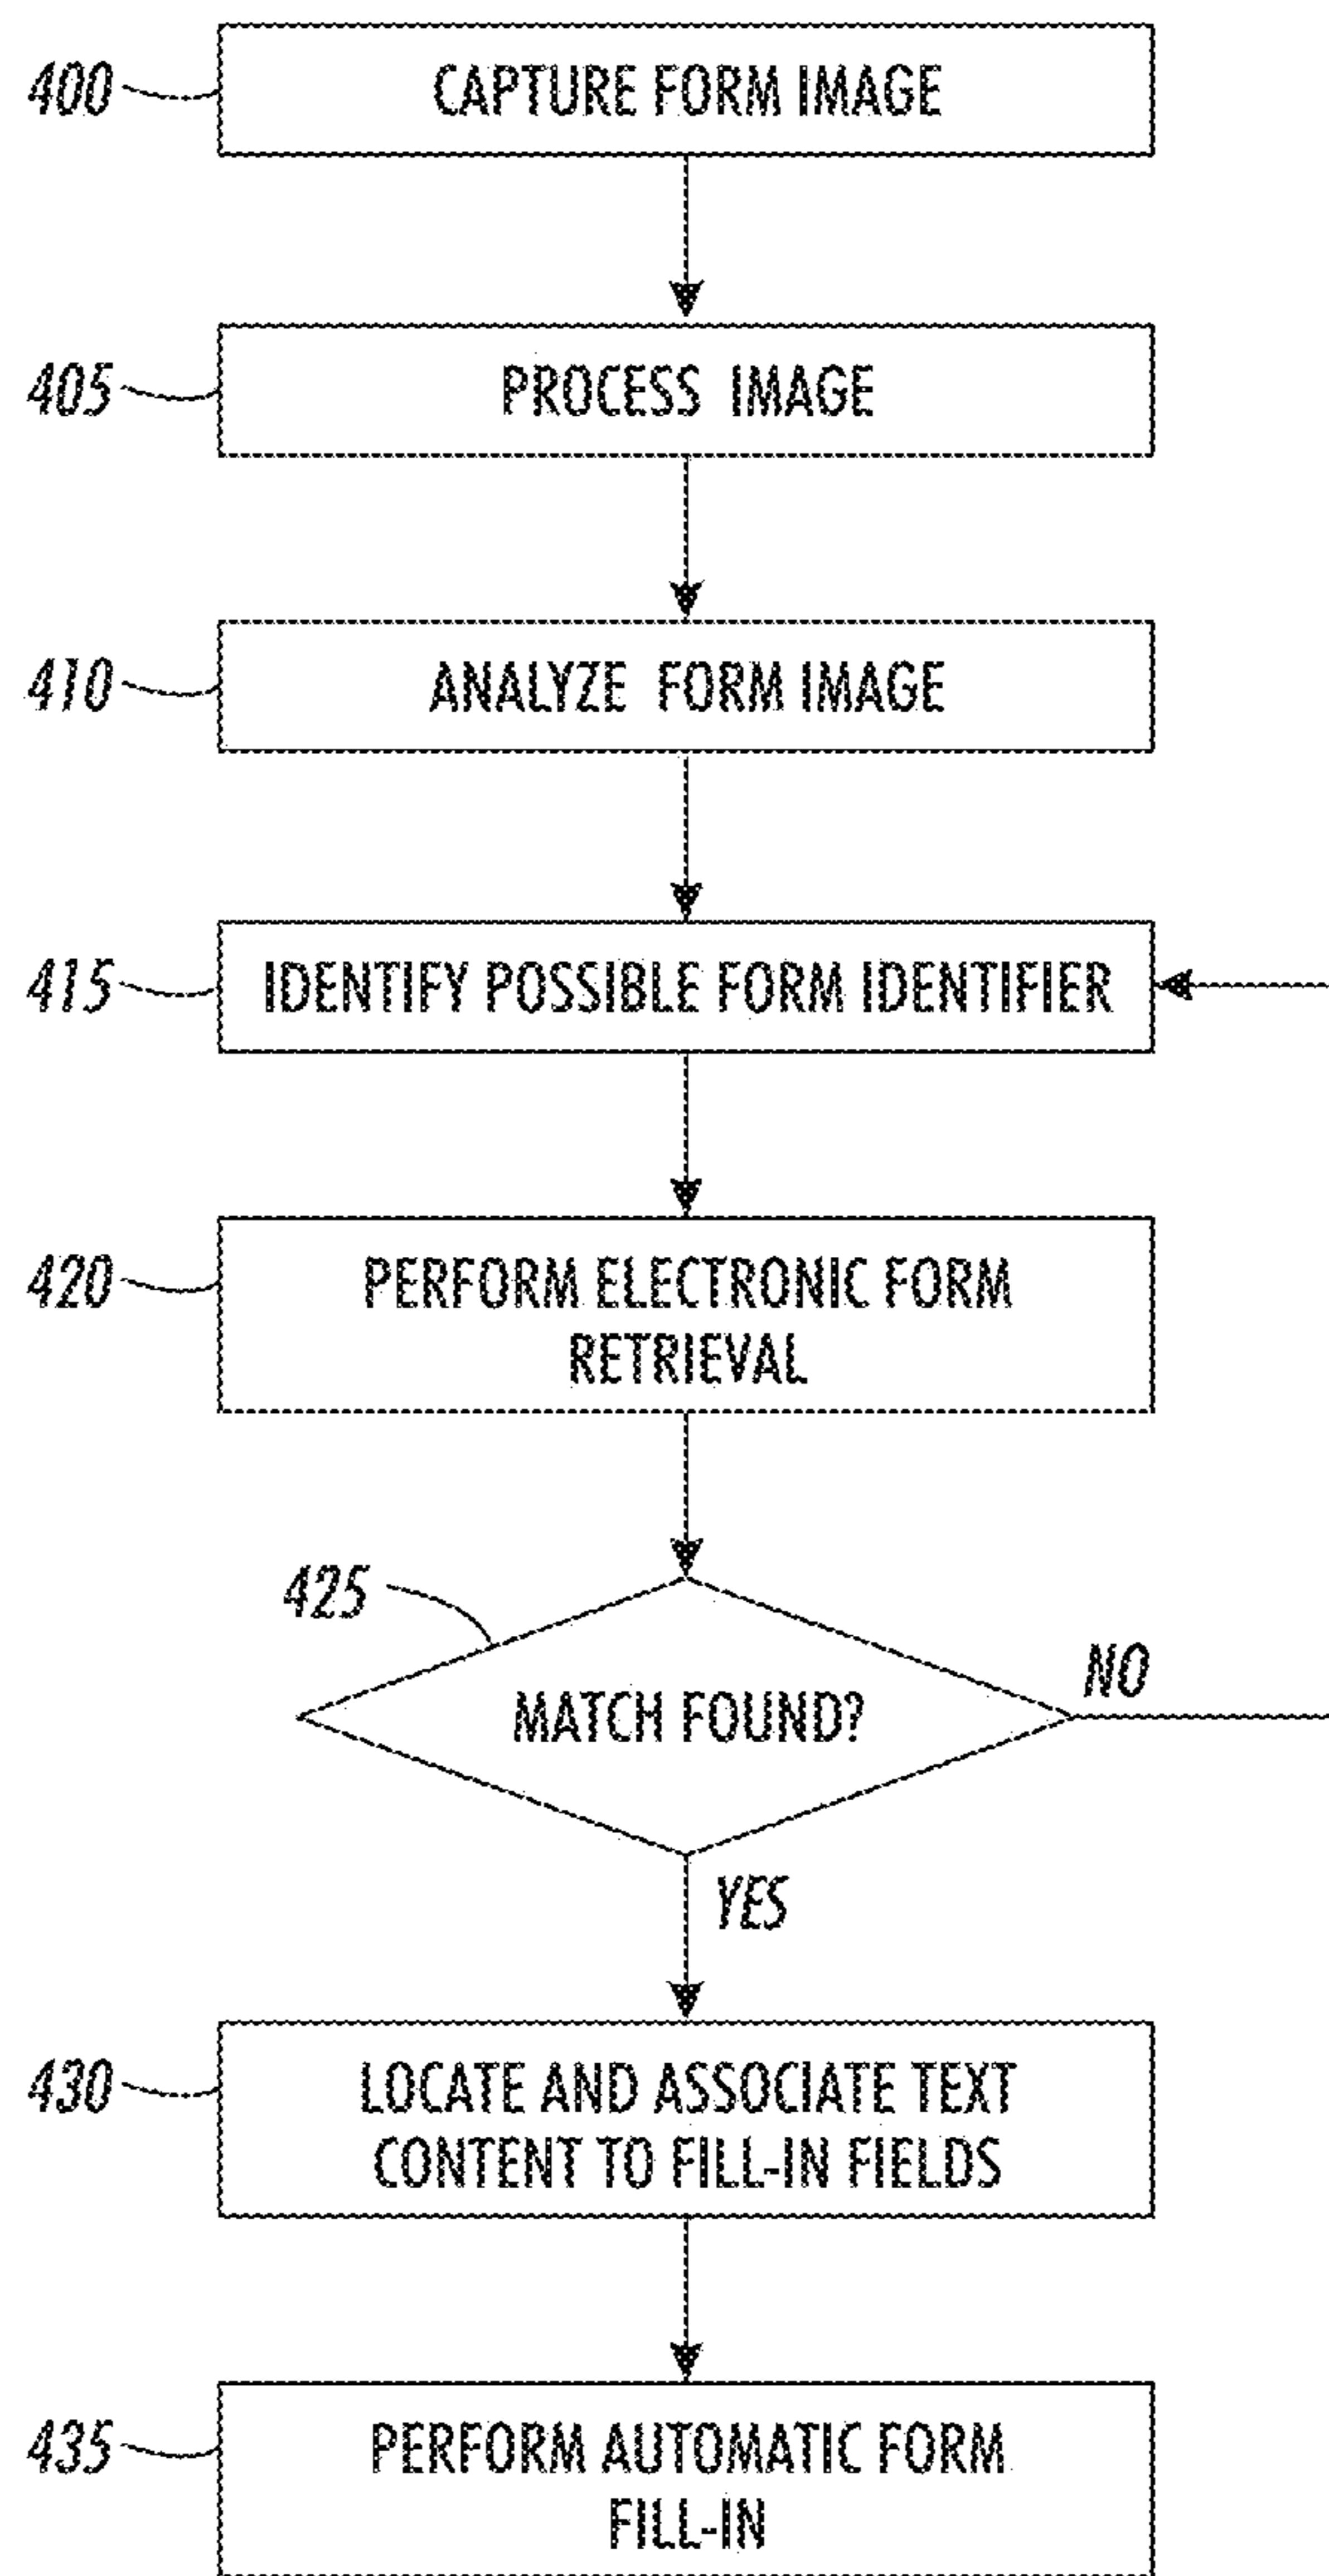 400 CAPTURE FORM IMAGE
405 PROCESS IMAGE
410 ANALYZE FORM IMAGE
415 IDENTIFY POSSIBLE FORM IDENTIFIER
420 PERFORM ELECTRONIC FORM
RETRIEVAL
425
NO
MATCH FOUND?
YES
430 LOCATE AND ASSOCIATE TEXT
CONTENT TO FILL-IN FIELDS
435 PERFORM AUTOMATIC FORM
FILL-IN